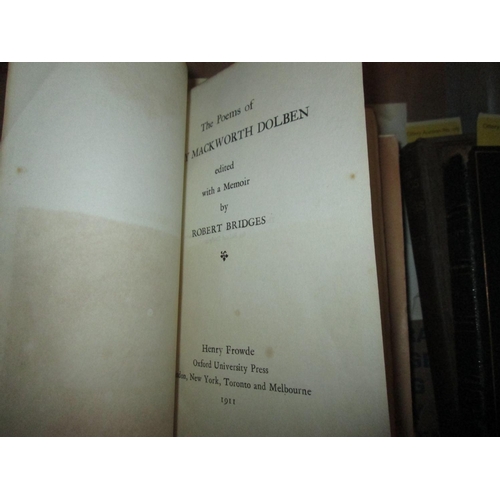 The Poems of
Y MACKWORTH DOLBEN
edited
with a Memoir
by
ROBERT BRIDGES
Henry Frowde
Oxford University Press
New York, Toronto and Melbourne
1911